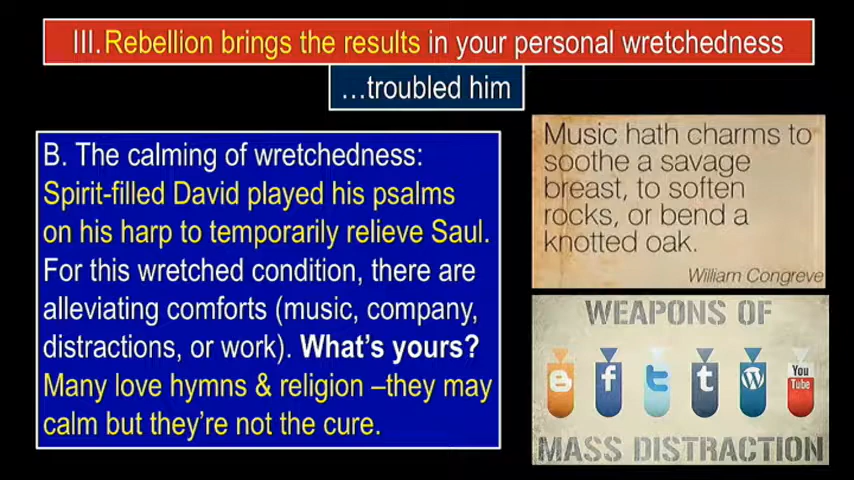 III. Rebellion brings the results in your personal wretchedness
…troubled him
B. The calming of wretchedness:
Spirit-filled David played his psalms
on his harp to temporarily relieve Saul.
For this wretched condition, there are
alleviating comforts (music, company,
distractions, or work). What's yours?
Many love hymns & religion –they may
calm but they're not the cure.
Music hath charms to
soothe a savage
breast, to soften
rocks, or bend a
knotted oak.
William Congreve
WEAPONS OF
f t t W You
Tube
MASS DISTRACTION